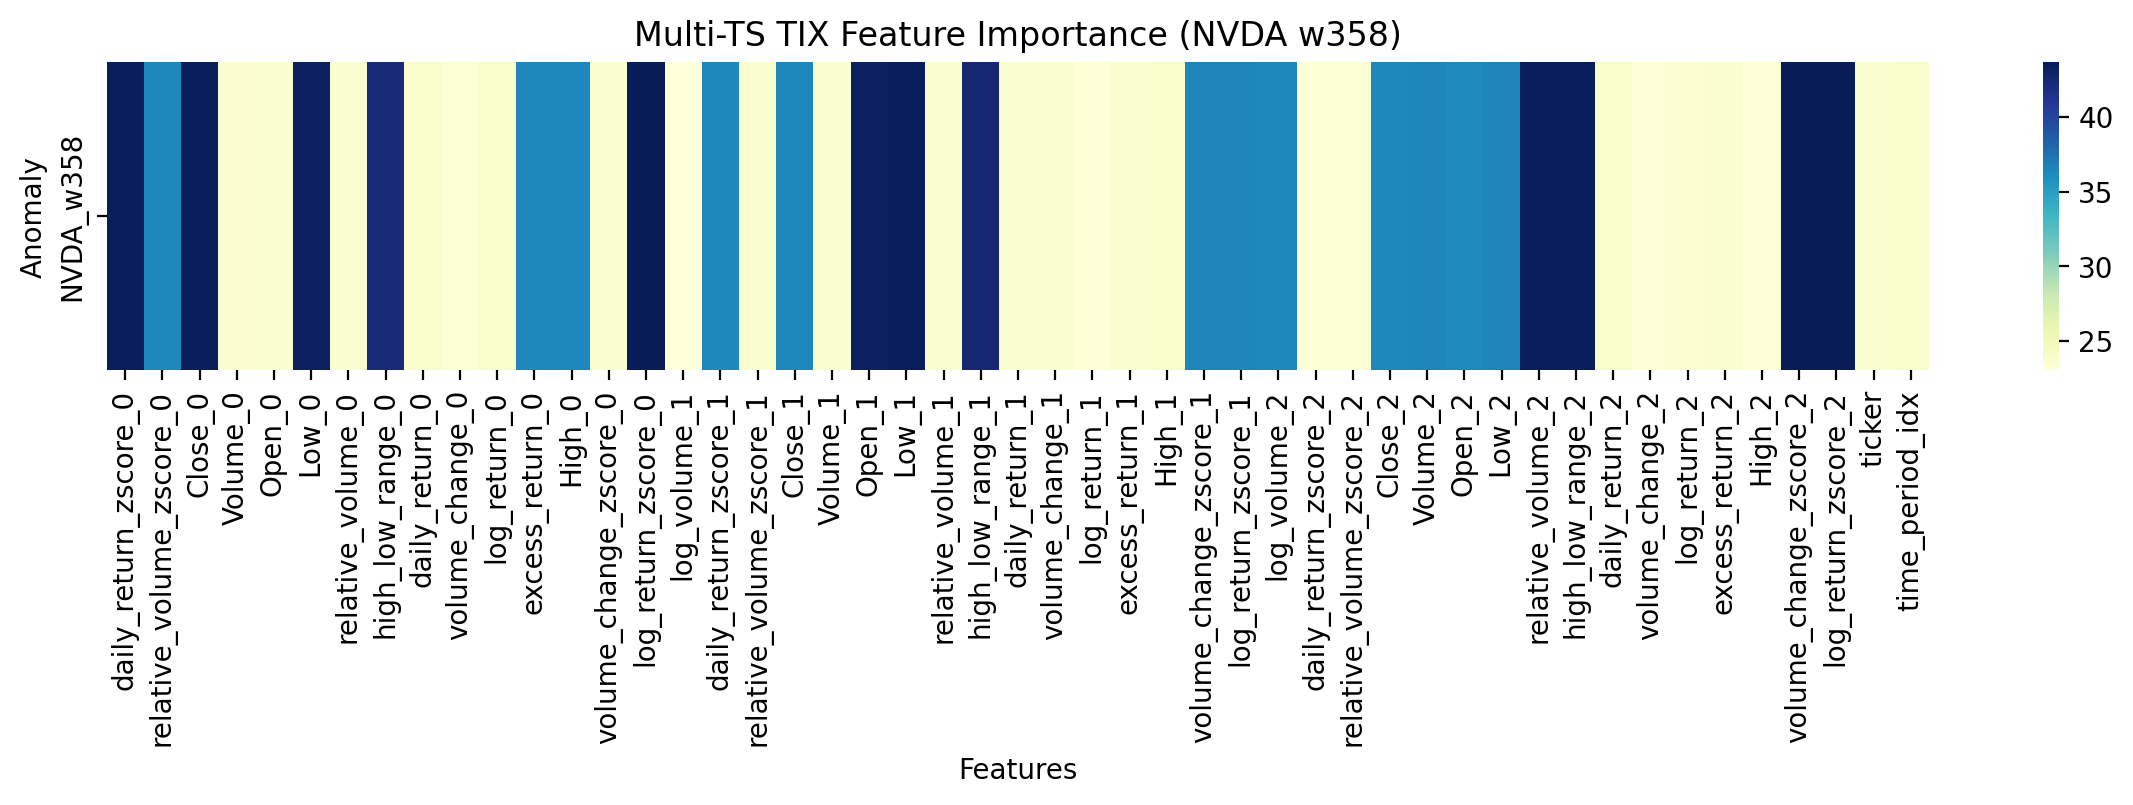 Multi-TS TIX Feature Importance (NVDA w358)
Anomaly
NVDA_w358
40
35
30
25
daily_return_zscore_0
relative_volume_zscore_0
Close_0
Volume_0
Open_0
Low_0
relative_volume_0
high_low_range_0
daily_return_0
volume_change_0
log_return_0
excess_return_0
High_0
volume_change_zscore_0
log_return_zscore_0
log_volume_1
daily_return_zscore_1
relative_volume_zscore_1
Close_1
Volume_1
Open_1
Low_1
relative_volume_1
high_low_range_1
daily_return_1
volume_change_1
log_return_1
excess_return_1
High_1
volume_change_zscore_1
log_return_zscore_1
log_volume_2
daily_return_zscore_2
relative_volume_zscore_2
Close_2
Volume_2
Open_2
Low_2
relative_volume_2
high_low_range_2
daily_return_2
volume_change_2
log_return_2
excess_return_2
High_2
volume_change_zscore_2
log_return_zscore_2
ticker
time_period_idx
Features